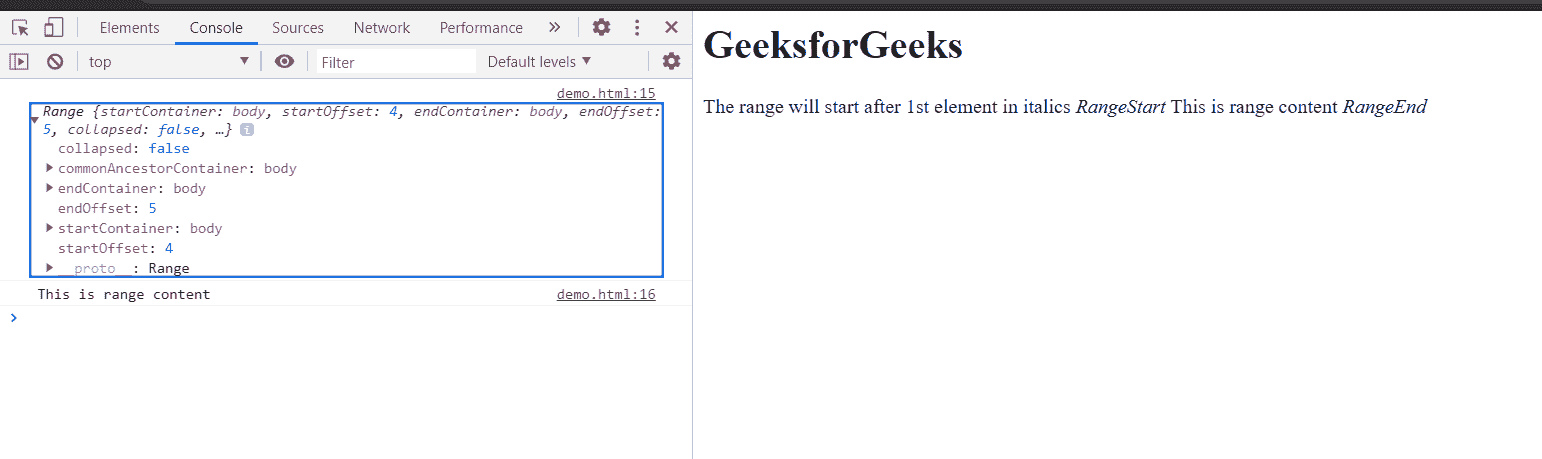 Elements Console Sources Network Performance
top Filter Default levels
demo.html:15
Range {startContainer: body, startOffset: 4, endContainer: body, endOffset:
5, collapsed: false, …} i
collapsed: false
commonAncestorContainer: body
endContainer: body
endOffset: 5
startContainer: body
startOffset: 4
__proto__: Range
This is range content demo.html:16
GeeksforGeeks
The range will start after 1st element in italics RangeStart This is range content RangeEnd